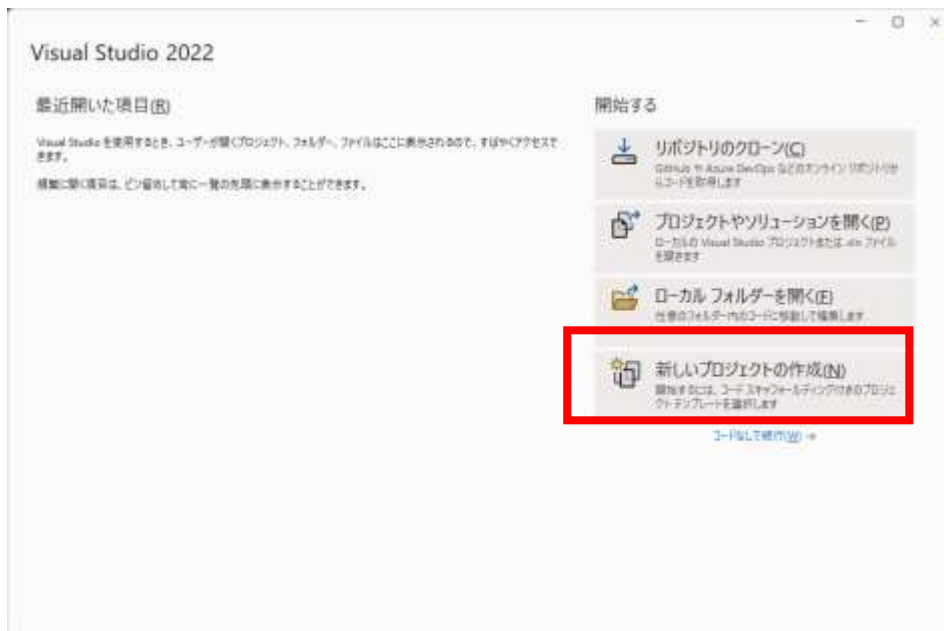 Visual Studio 2022
最近開いた項目(R)
Visual Studio を使用するとき、ユーザーが開くプロジェクト、フォルダー、ファイルはここに表示されるので、すばやくアクセスで
きます。
頻繁に開く項目は、ピン留めして常に一覧の先頭に表示することができます。
開始する
リポジトリのクローン(C)
GitHub や Azure DevOps などのオンライン リポジトリか
らコードを取得します
プロジェクトやソリューションを開く(P)
ローカルの Visual Studio プロジェクトまたは .sln ファイル
を開きます
ローカル フォルダーを開く(F)
任意のフォルダー内のコードに移動して編集します
新しいプロジェクトの作成(N)
開始するには、コード スキャフォールディング付きのプロジェ
クト テンプレートを選択します
コードなしで続行(W) →